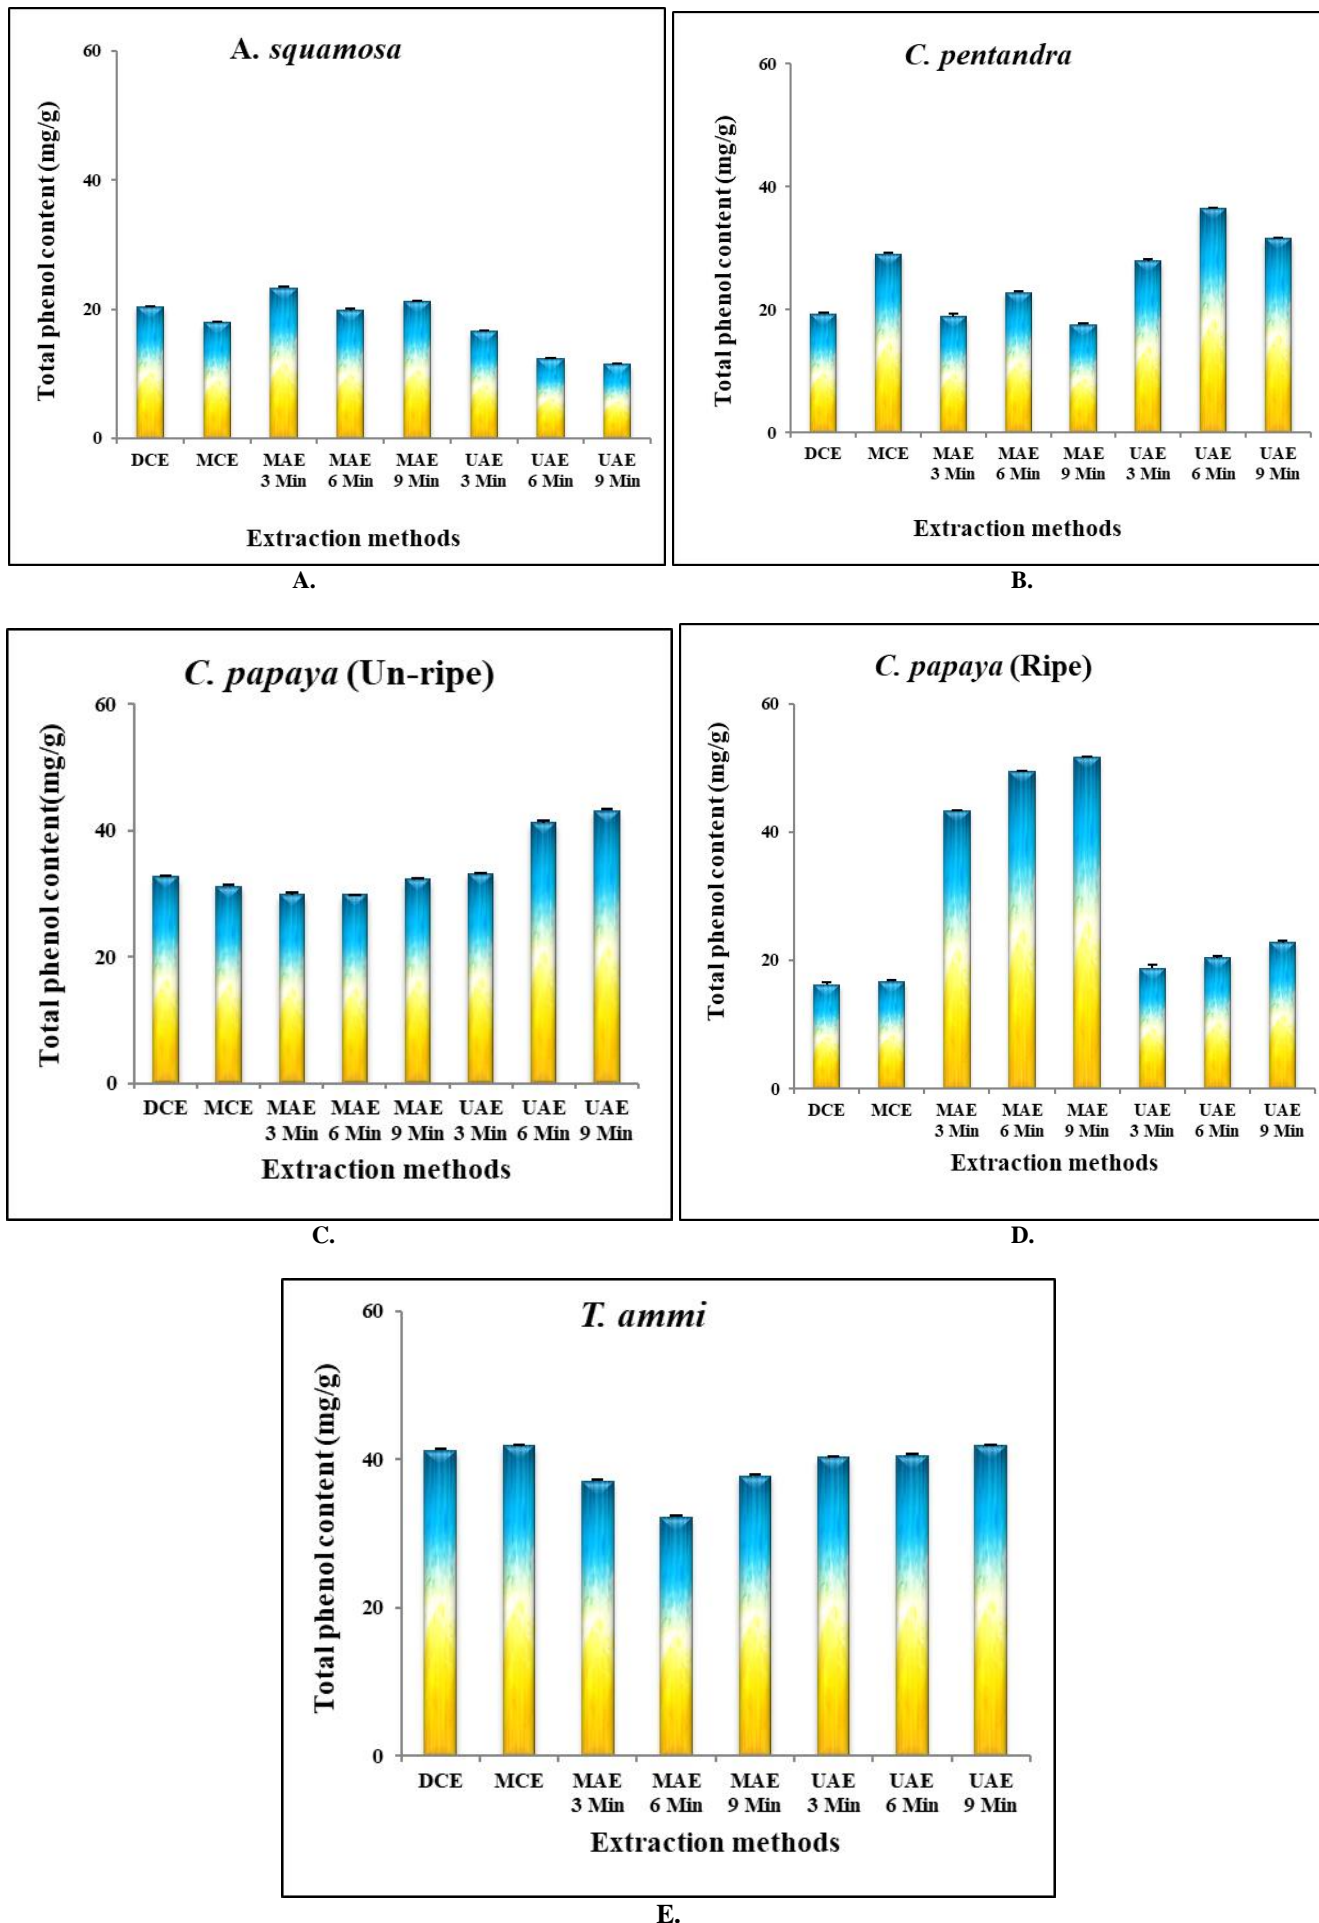 A. squamosa
60
40
20
0
Total phenol content (mg/g)
DCE MCE MAE MAE MAE UAE UAE UAE
3 Min 6 Min 9 Min 3 Min 6 Min 9 Min
Extraction methods
A.
C. pentandra
60
40
20
0
Total phenol content (mg/g)
DCE MCE MAE MAE MAE UAE UAE UAE
3 Min 6 Min 9 Min 3 Min 6 Min 9 Min
Extraction methods
B.
C. papaya (Un-ripe)
60
40
20
0
Total phenol content(mg/g)
DCE MCE MAE MAE MAE UAE UAE UAE
3 Min 6 Min 9 Min 3 Min 6 Min 9 Min
Extraction methods
C.
C. papaya (Ripe)
60
40
20
0
Total phenol content (mg/g)
DCE MCE MAE MAE MAE UAE UAE UAE
3 Min 6 Min 9 Min 3 Min 6 Min 9 Min
Extraction methods
D.
T. ammi
60
40
20
0
Total phenol content (mg/g)
DCE MCE MAE MAE MAE UAE UAE UAE
3 Min 6 Min 9 Min 3 Min 6 Min 9 Min
Extraction methods
E.